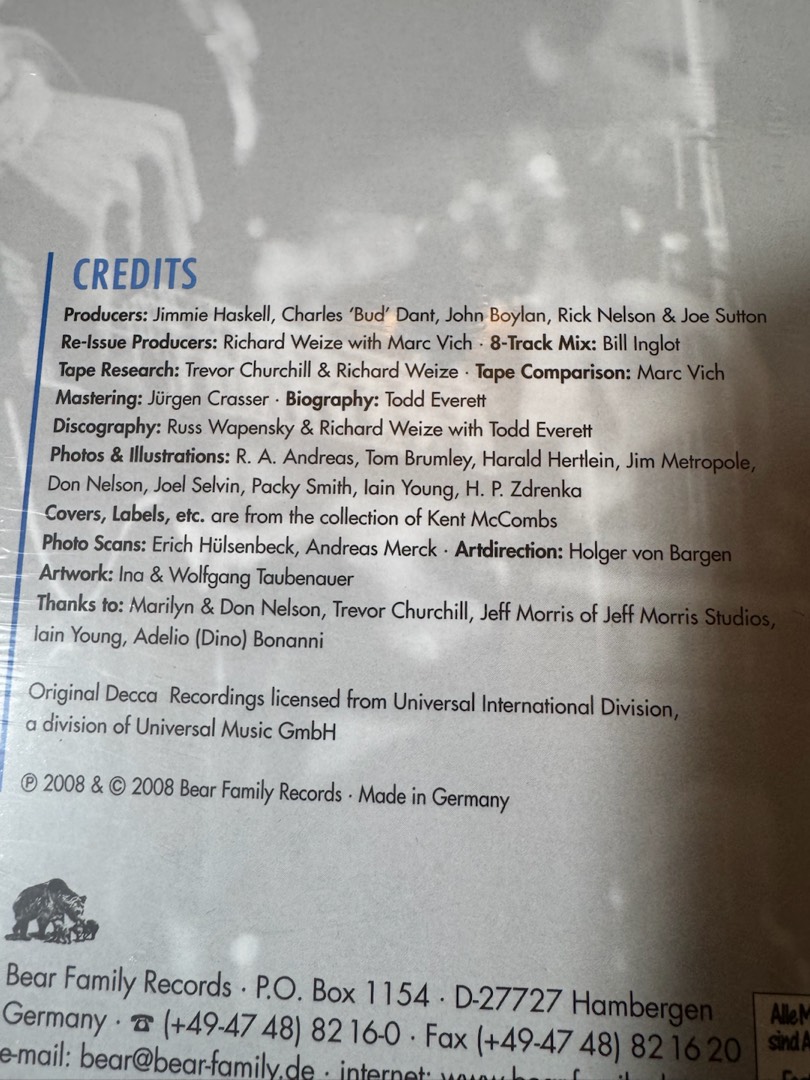 CREDITS
Producers: Jimmie Haskell, Charles 'Bud' Dant, John Boylan, Rick Nelson & Joe Sutton
Re-Issue Producers: Richard Weize with Marc Vich · 8-Track Mix: Bill Inglot
Tape Research: Trevor Churchill & Richard Weize · Tape Comparison: Marc Vich
Mastering: Jürgen Crasser · Biography: Todd Everett
Discography: Russ Wapensky & Richard Weize with Todd Everett
Photos & Illustrations: R. A. Andreas, Tom Brumley, Harald Hertlein, Jim Metropole,
Don Nelson, Joel Selvin, Packy Smith, Iain Young, H. P. Zdrenka
Covers, Labels, etc. are from the collection of Kent McCombs
Photo Scans: Erich Hülsenbeck, Andreas Merck · Artdirection: Holger von Bargen
Artwork: Ina & Wolfgang Taubenauer
Thanks to: Marilyn & Don Nelson, Trevor Churchill, Jeff Morris of Jeff Morris Studios,
Iain Young, Adelio (Dino) Bonanni
Original Decca Recordings licensed from Universal International Division,
a division of Universal Music GmbH
℗ 2008 & © 2008 Bear Family Records · Made in Germany
Bear Family Records · P.O. Box 1154 · D-27727 Hambergen
Germany · ☎ (+49-47 48) 82 16-0 · Fax (+49-47 48) 82 16 20
e-mail: bear@bear-family.de · internet:
Alle M
sind A